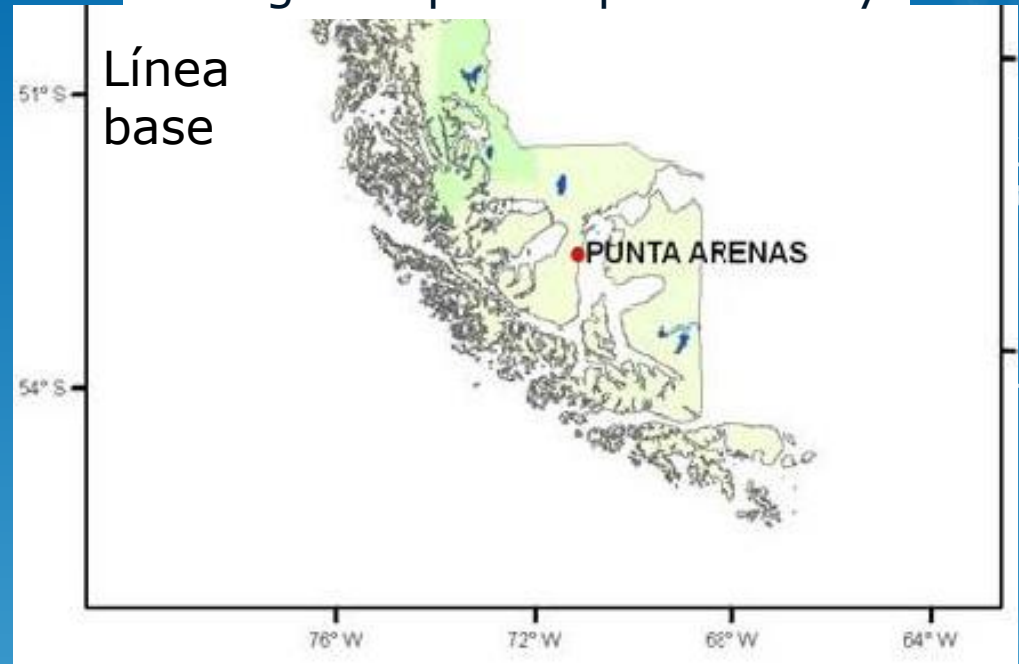 Línea
base
51° S
PUNTA ARENAS
54° S
76° W
72° W
68° W
64° W